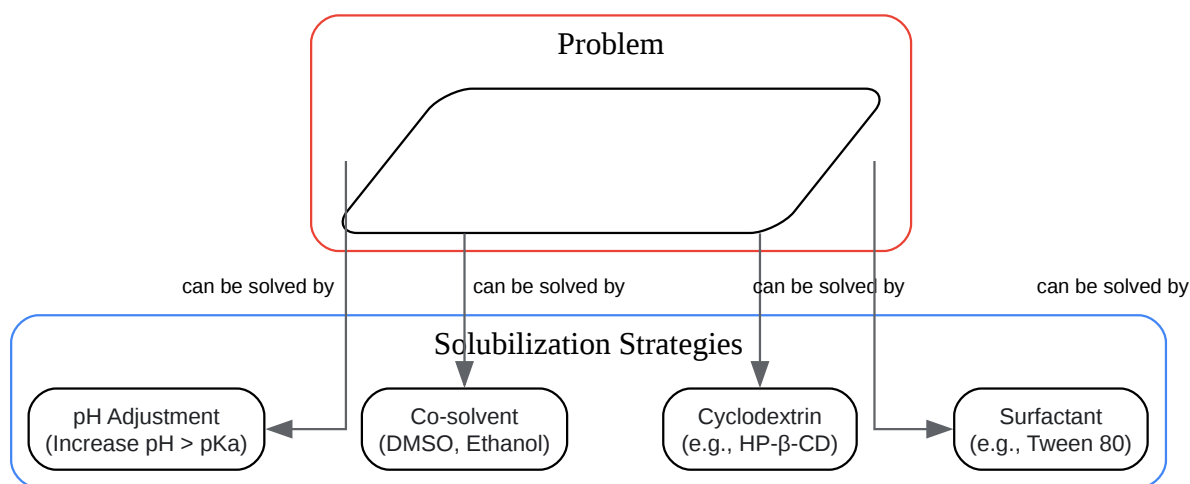 Problem
can be solved by
can be solved by
can be solved by
can be solved by
Solubilization Strategies
pH Adjustment
(Increase pH > pKa)
Co-solvent
(DMSO, Ethanol)
Cyclodextrin
(e.g., HP-β-CD)
Surfactant
(e.g., Tween 80)